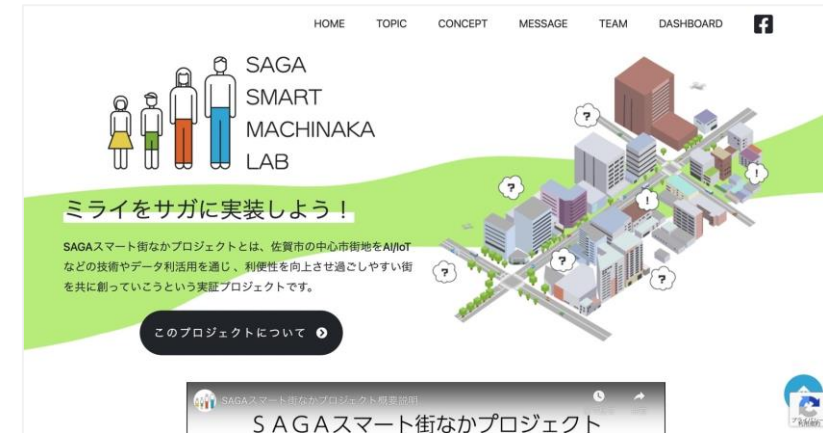 HOME TOPIC CONCEPT MESSAGE TEAM DASHBOARD
SAGA
SMART
MACHINAKA
LAB
ミライをサガに実装しよう！
SAGAスマート街なかプロジェクトとは、佐賀市の中心市街地をAI/IoT
などの技術やデータ利活用を通じ、利便性を向上させ過ごしやすい街
を共に創っていこうという実証プロジェクトです。
このプロジェクトについて
?
?
?
?
?
!
!
SAGAスマート街なかプロジェクト概要説明
ＳＡＧＡスマート街なかプロジェクト